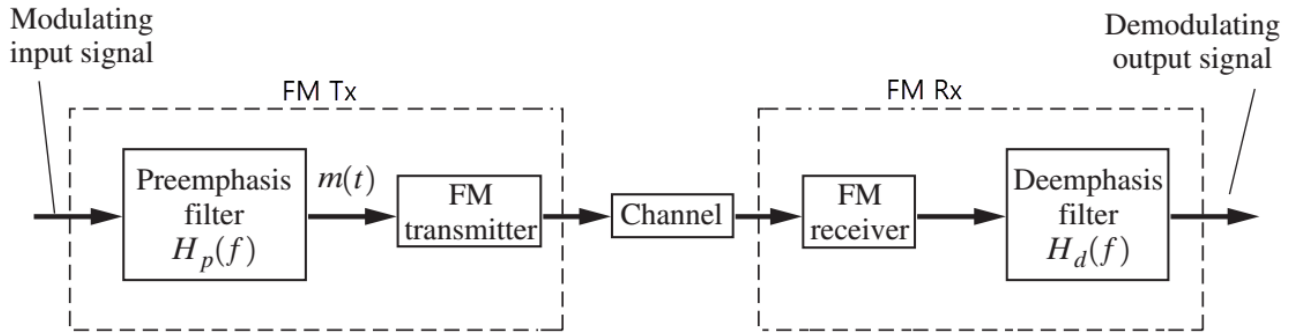 Modulating
input signal
Demodulating
output signal
FM Tx
FM Rx
Preemphasis
filter
H_p(f)
m(t)
FM
transmitter
Channel
FM
receiver
Deemphasis
filter
H_d(f)